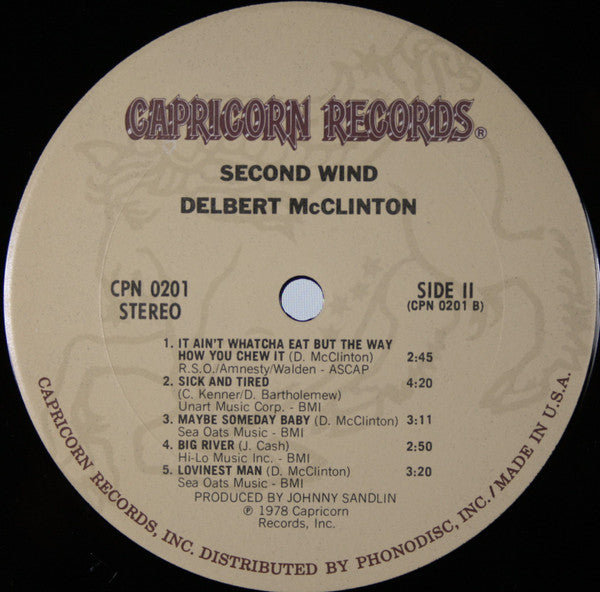 CAPRICORN RECORDS®
SECOND WIND
DELBERT McCLINTON
CPN 0201
STEREO
SIDE II
(CPN 0201 B)
1. IT AIN'T WHATCHA EAT BUT THE WAY
HOW YOU CHEW IT (D. McClinton) 2:45
R.S.O./Amnesty/Walden - ASCAP
2. SICK AND TIRED 4:20
(C. Kenner/D. Bartholemew)
Unart Music Corp. - BMI
3. MAYBE SOMEDAY BABY (D. McClinton) 3:11
Sea Oats Music - BMI
4. BIG RIVER (J. Cash) 2:50
Hi-Lo Music Inc. - BMI
5. LOVINEST MAN (D. McClinton) 3:20
Sea Oats Music - BMI
PRODUCED BY JOHNNY SANDLIN
℗ 1978 Capricorn
Records, Inc.
CAPRICORN RECORDS, INC. DISTRIBUTED BY PHONODISC, INC./MADE IN U.S.A.